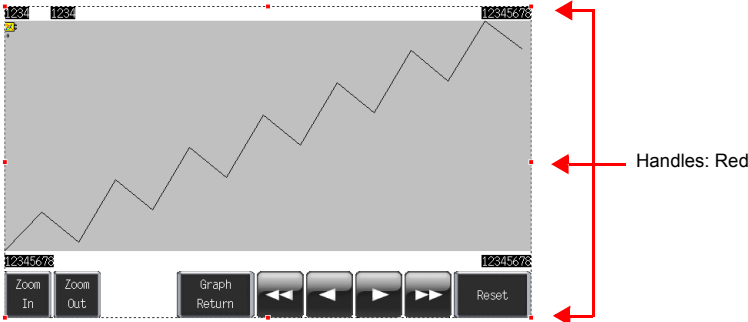 1234 1234 12345678
Handles: Red
12345678 12345678
Zoom In
Zoom Out
Graph Return
Reset